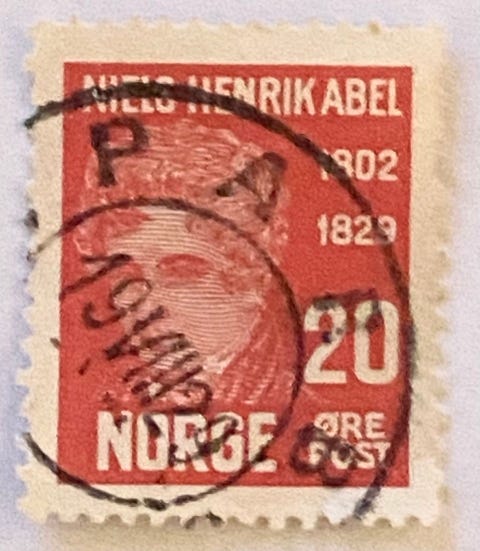 NIELS HENRIK ABEL
1802
1829
20
NORGE
ØRE
POST